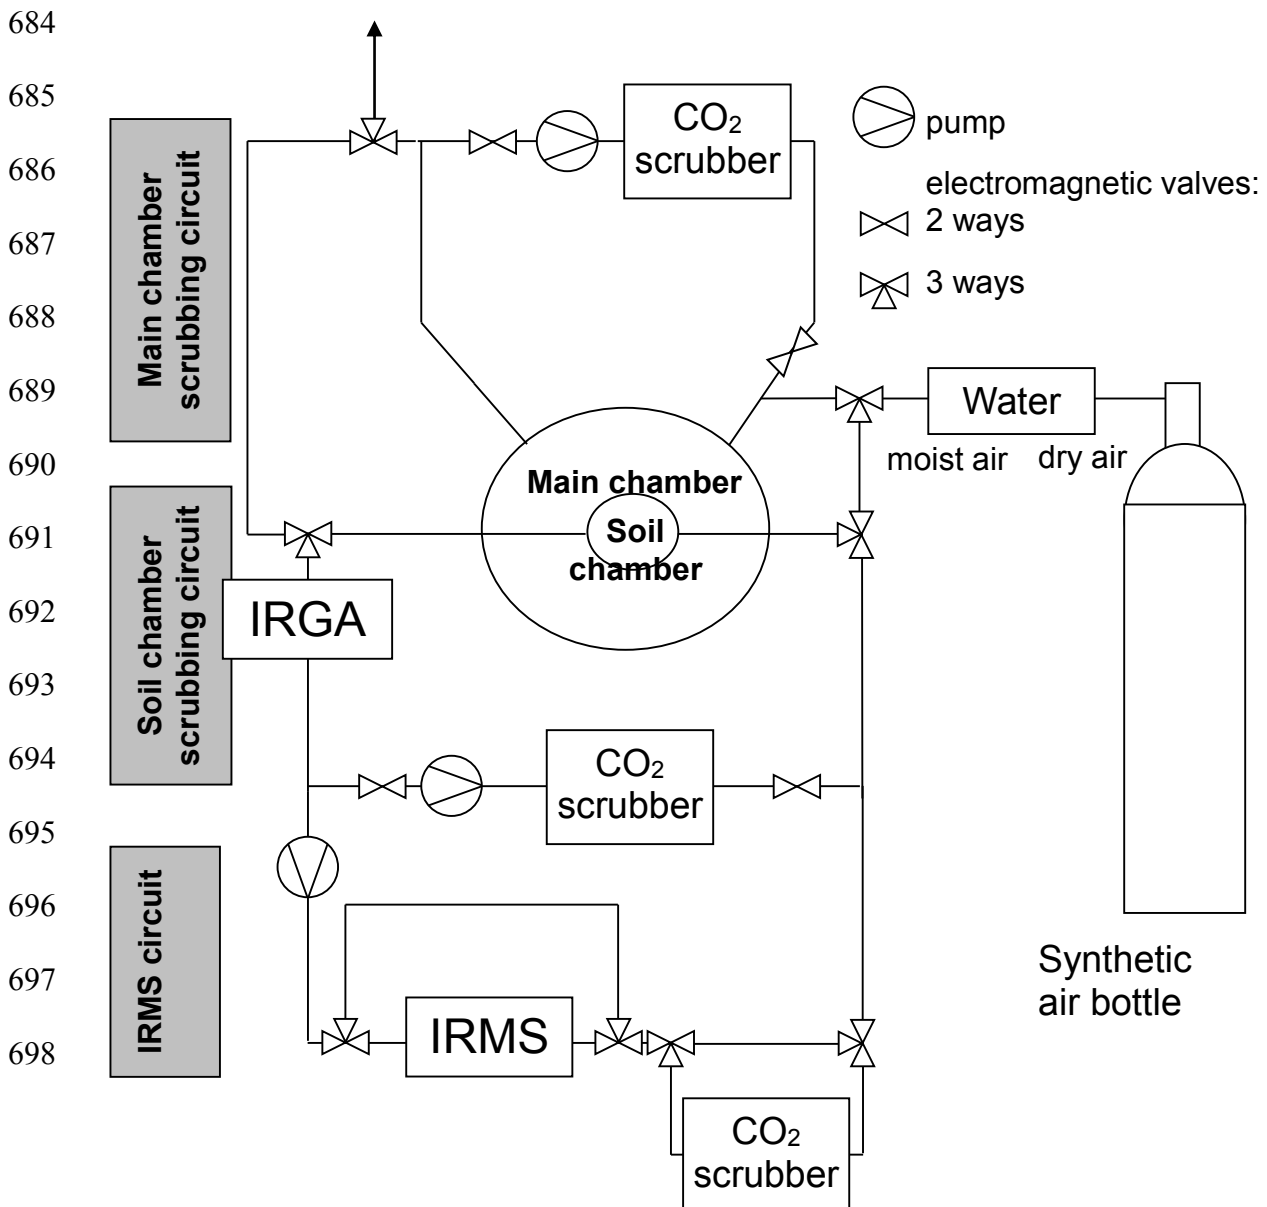 684
685
686
687
688
689
690
691
692
693
694
695
696
697
698
Main chamber
scrubbing circuit
Soil chamber
scrubbing circuit
IRMS circuit
CO₂
scrubber
pump
electromagnetic valves:
2 ways
3 ways
Water
moist air
dry air
Main chamber
Soil
chamber
IRGA
CO₂
scrubber
Synthetic
air bottle
IRMS
CO₂
scrubber